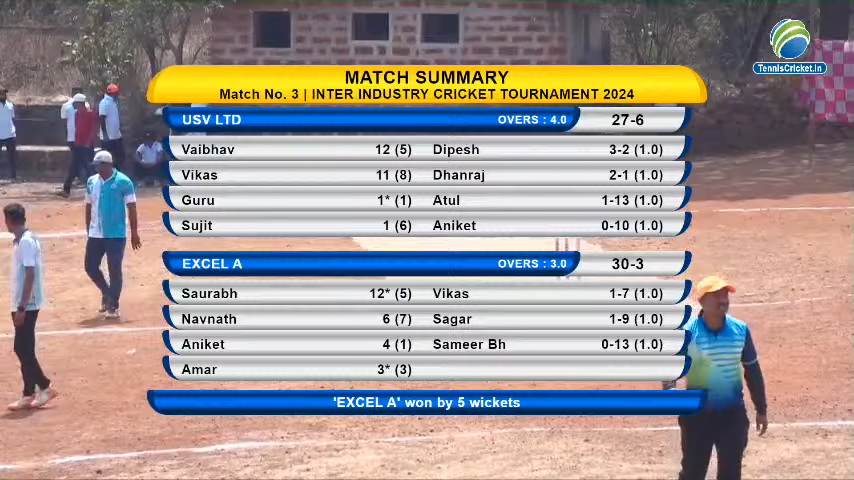 TennisCricket.in
MATCH SUMMARY
Match No. 3 | INTER INDUSTRY CRICKET TOURNAMENT 2024
USV LTD OVERS : 4.0 27-6
Vaibhav 12 (5) Dipesh 3-2 (1.0)
Vikas 11 (8) Dhanraj 2-1 (1.0)
Guru 1* (1) Atul 1-13 (1.0)
Sujit 1 (6) Aniket 0-10 (1.0)
EXCEL A OVERS : 3.0 30-3
Saurabh 12* (5) Vikas 1-7 (1.0)
Navnath 6 (7) Sagar 1-9 (1.0)
Aniket 4 (1) Sameer Bh 0-13 (1.0)
Amar 3* (3)
'EXCEL A' won by 5 wickets